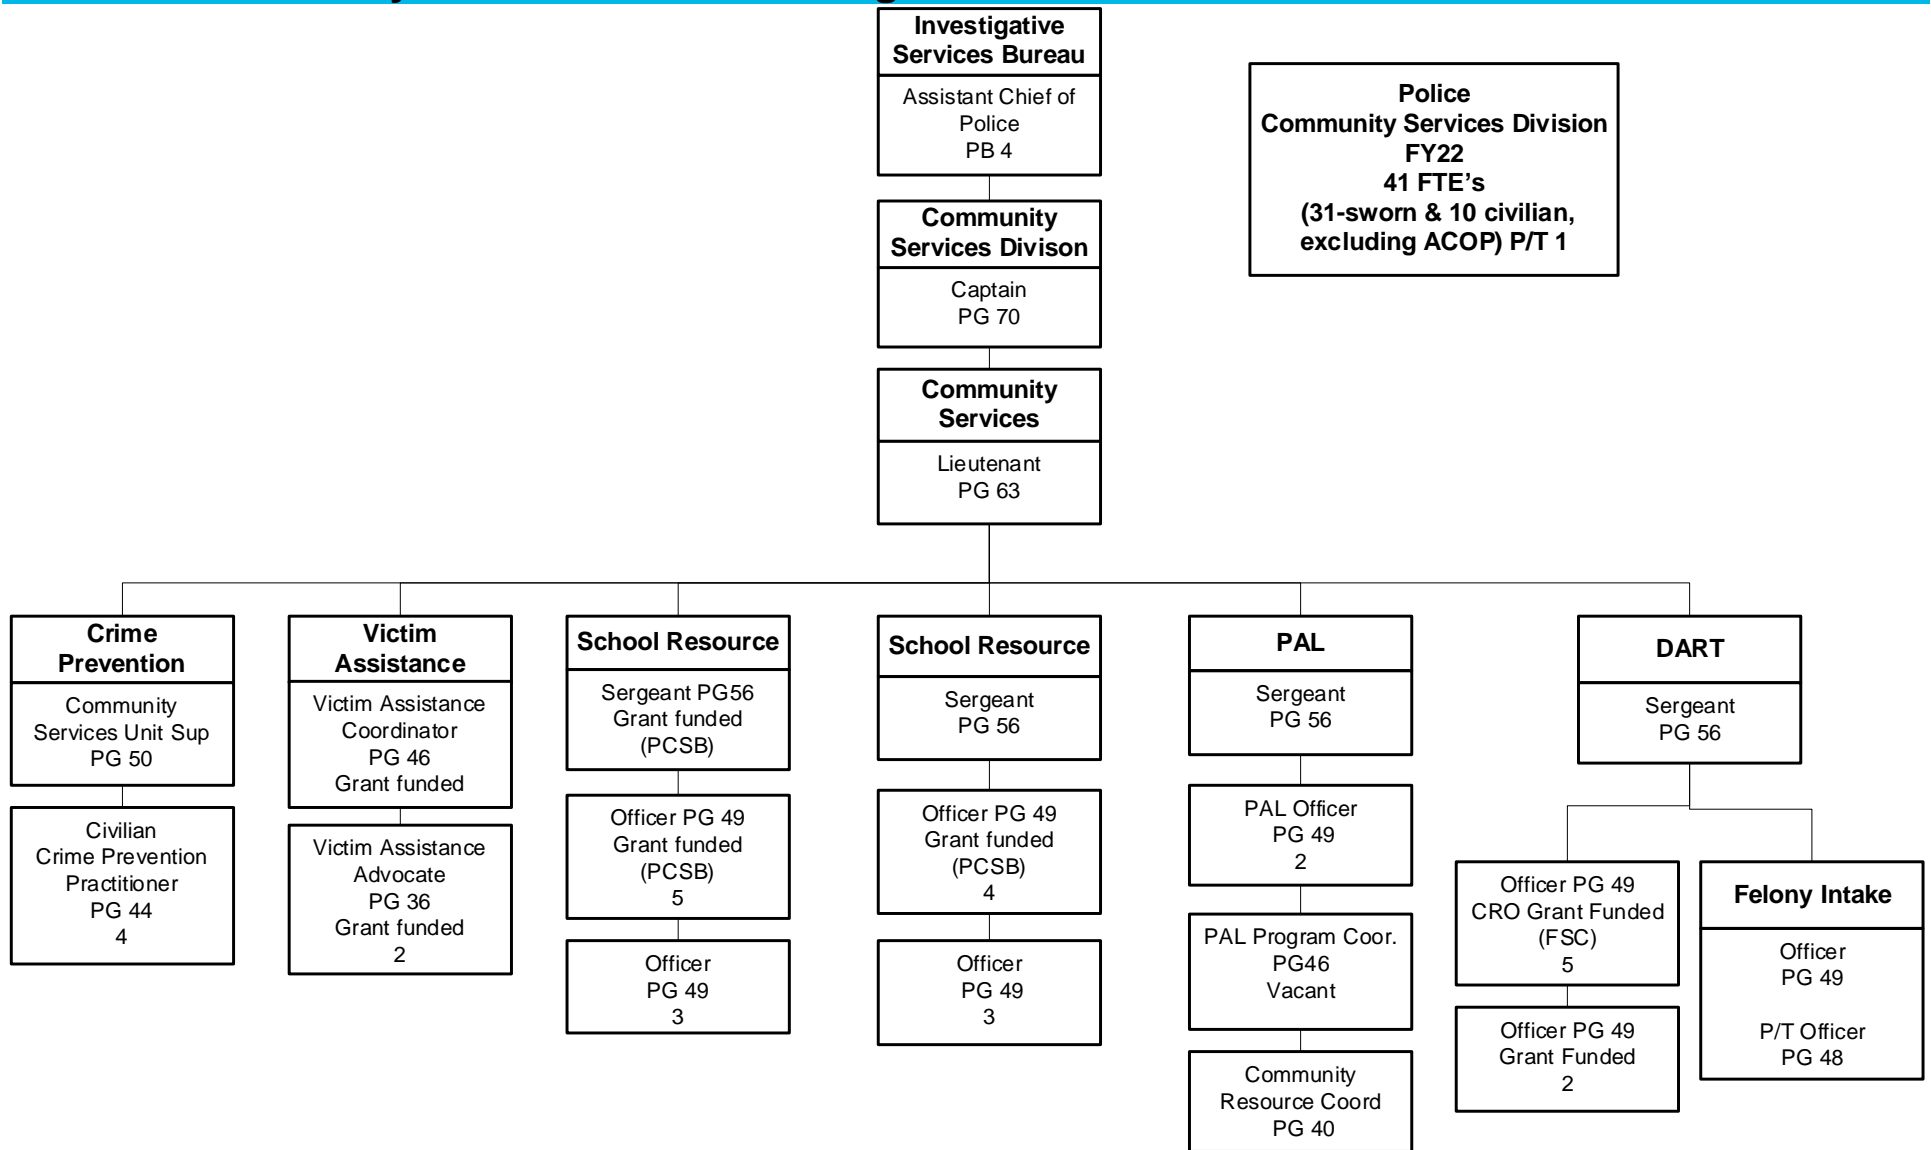 Investigative
Services Bureau
Assistant Chief of
Police
PB 4
Police
Community Services Division
FY22
41 FTE’s
(31-sworn & 10 civilian,
excluding ACOP) P/T 1
Community
Services Divison
Captain
PG 70
Community
Services
Lieutenant
PG 63
Crime
Prevention
Community
Services Unit Sup
PG 50
Civilian
Crime Prevention
Practitioner
PG 44
4
Victim
Assistance
Victim Assistance
Coordinator
PG 46
Grant funded
Victim Assistance
Advocate
PG 36
Grant funded
2
School Resource
Sergeant PG56
Grant funded
(PCSB)
Officer PG 49
Grant funded
(PCSB)
5
Officer
PG 49
3
School Resource
Sergeant
PG 56
Officer PG 49
Grant funded
(PCSB)
4
Officer
PG 49
3
PAL
Sergeant
PG 56
PAL Officer
PG 49
2
PAL Program Coor.
PG46
Vacant
Community
Resource Coord
PG 40
DART
Sergeant
PG 56
Officer PG 49
CRO Grant Funded
(FSC)
5
Officer PG 49
Grant Funded
2
Felony Intake
Officer
PG 49
P/T Officer
PG 48